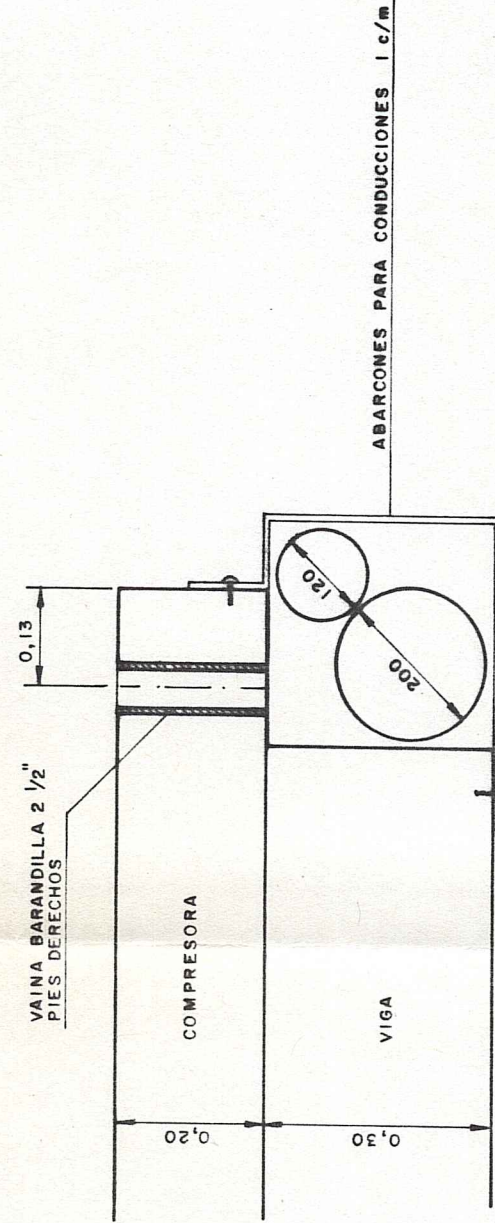 VAINA BARANDILLA 2 1/2"
PIES DERECHOS
0,13
COMPRESORA
0,20
VIGA
0,30
120
200
ABARCONES PARA CONDUCCIONES 1 c/m